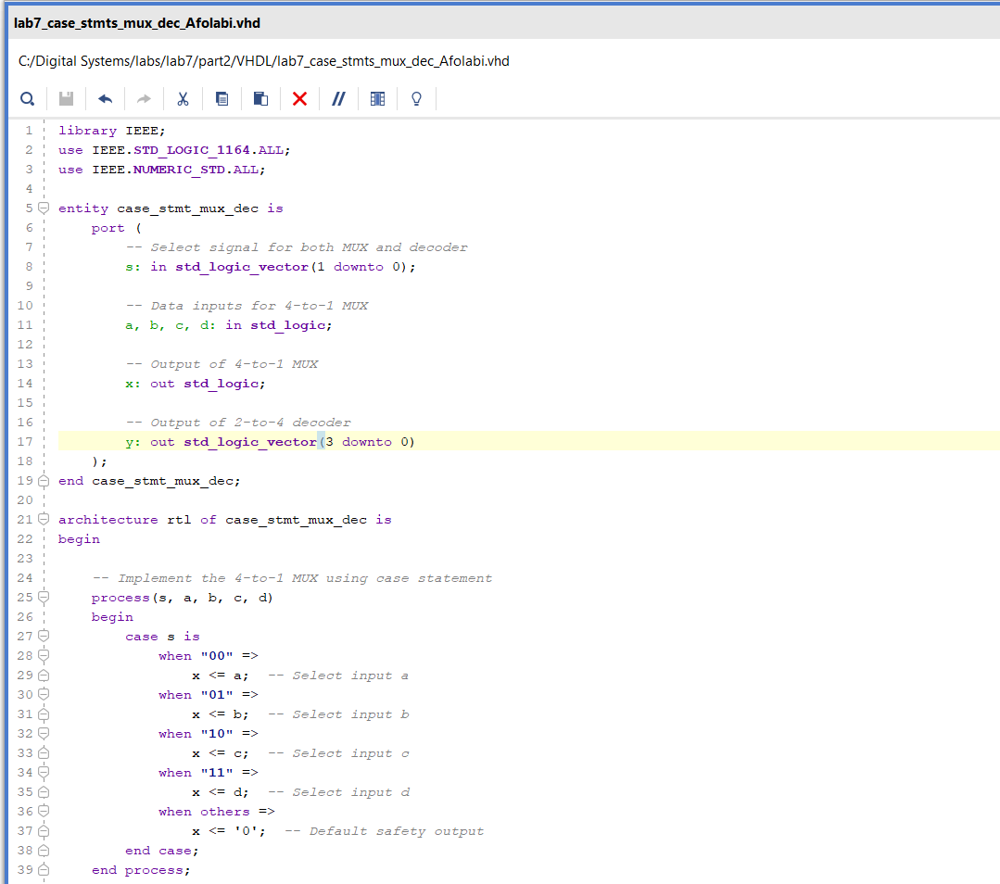 lab7_case_stmts_mux_dec_Afolabi.vhd
C:/Digital Systems/labs/lab7/part2/VHDL/lab7_case_stmts_mux_dec_Afolabi.vhd
1 library IEEE;
2 use IEEE.STD_LOGIC_1164.ALL;
3 use IEEE.NUMERIC_STD.ALL;
4
5 entity case_stmt_mux_dec is
6     port (
7         -- Select signal for both MUX and decoder
8         s: in std_logic_vector(1 downto 0);
9
10         -- Data inputs for 4-to-1 MUX
11         a, b, c, d: in std_logic;
12
13         -- Output of 4-to-1 MUX
14         x: out std_logic;
15
16         -- Output of 2-to-4 decoder
17         y: out std_logic_vector(3 downto 0)
18     );
19 end case_stmt_mux_dec;
20
21 architecture rtl of case_stmt_mux_dec is
22 begin
23
24     -- Implement the 4-to-1 MUX using case statement
25     process(s, a, b, c, d)
26     begin
27         case s is
28             when "00" =>
29                 x <= a;  -- Select input a
30             when "01" =>
31                 x <= b;  -- Select input b
32             when "10" =>
33                 x <= c;  -- Select input c
34             when "11" =>
35                 x <= d;  -- Select input d
36             when others =>
37                 x <= '0';  -- Default safety output
38         end case;
39     end process;